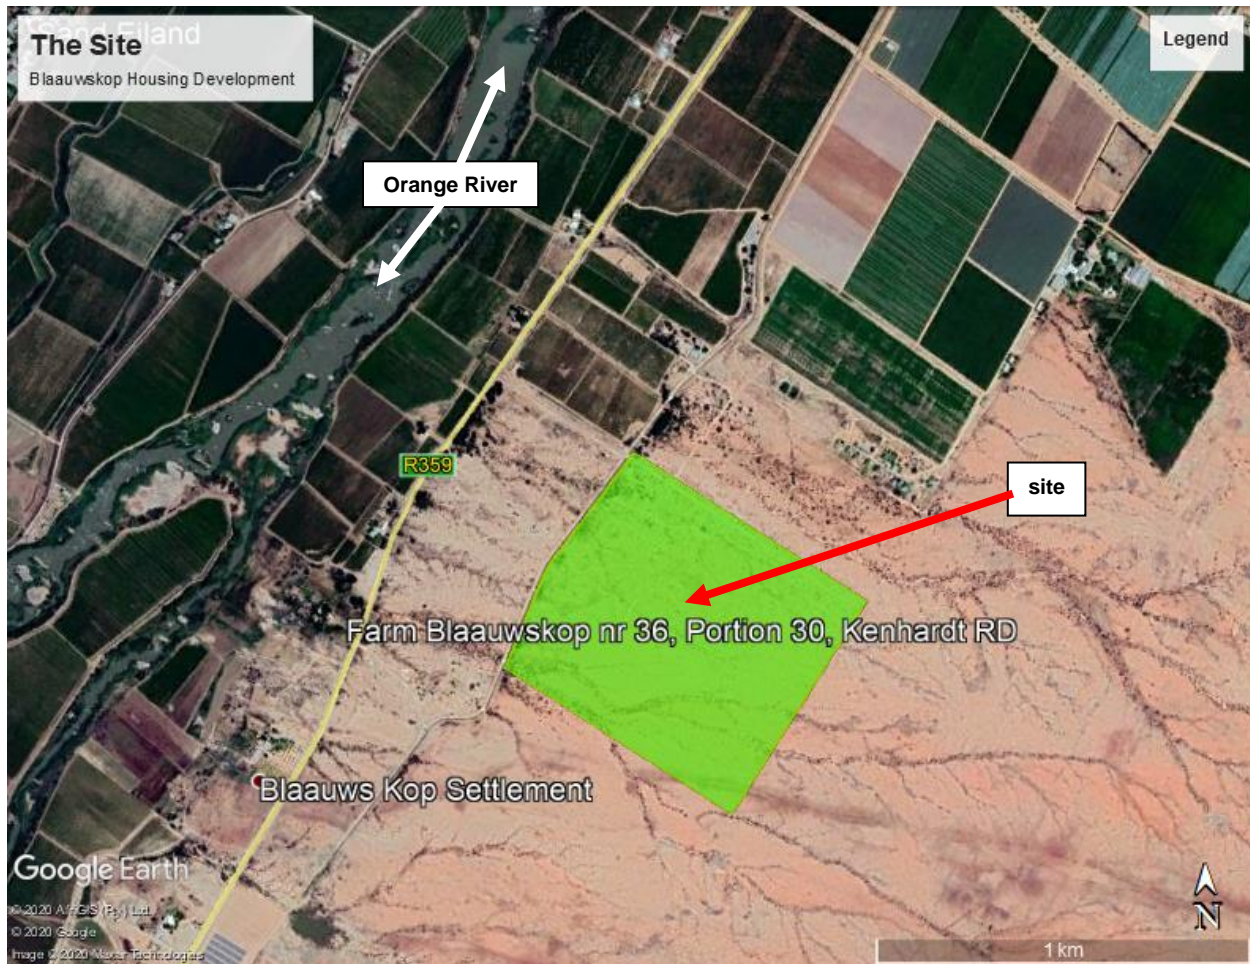 Sand Eiland
The Site
Blaauwskop Housing Development
Legend
Orange River
R359
site
Farm Blaauwskop nr 36, Portion 30, Kenhardt RD
Blaauws Kop Settlement
Google Earth
© 2020 AfriGIS (Pty) Ltd.
© 2020 Google
Image © 2020 Maxar Technologies
N
1 km